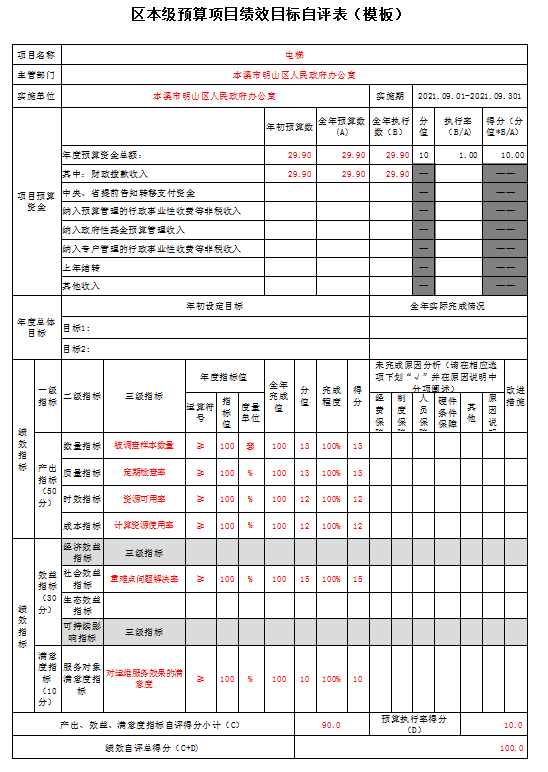 区本级预算项目绩效目标自评表（模板）
项目名称 电梯
主管部门 本溪市明山区人民政府办公室
实施单位 本溪市明山区人民政府办公室 实施期 2021.09.01-2021.09.301
项目预算资金 年初预算数 全年预算数(A) 全年执行数（B） 分值 执行率(B/A) 得分（分值*B/A）
年度预算资金总额： 29.90 29.90 29.90 10 1.00 10.00
其中：财政拨款收入 29.90 29.90 29.90 — ——
中央、省提前告知转移支付资金 — ——
纳入预算管理的行政事业性收费等非税收入 — ——
纳入政府性基金预算管理收入 — ——
纳入专户管理的行政事业性收费等非税收入 — ——
上年结转 — ——
其他收入 — ——
年度总体目标 年初设定目标 全年实际完成情况
目标1：
目标2：
绩效指标 一级指标 二级指标 三级指标 年度指标值 全年完成值 分值 完成程度 得分 未完成原因分析（请在相应选项下划“√”并在原因说明中分项阐述） 改进措施
运算符号 指标值 度量单位 经费保 制度保 人员保 硬件条件保障 其他 原因说
产出指标（50分） 数量指标 被调查样本数量 ≥ 100 袋 100 13 100% 13
质量指标 定期检查率 ≥ 100 % 100 13 100% 13
时效指标 资源可用率 ≥ 100 % 100 12 100% 12
成本指标 计算资源使用率 ≥ 100 % 100 12 100% 12
绩效指标 效益指标（30分） 经济效益指标 三级指标
社会效益指标 重难点问题解决率 ≥ 100 % 100 15 100% 15
生态效益指标
可持续影响指标 三级指标
满意度指标（10分） 服务对象满意度指标 对运维服务效果的满意度 ≥ 100 % 100 10 100% 10
产出、效益、满意度指标自评得分小计（C） 90.0 预算执行率得分（D） 10.0
绩效自评总得分（C+D) 100.0